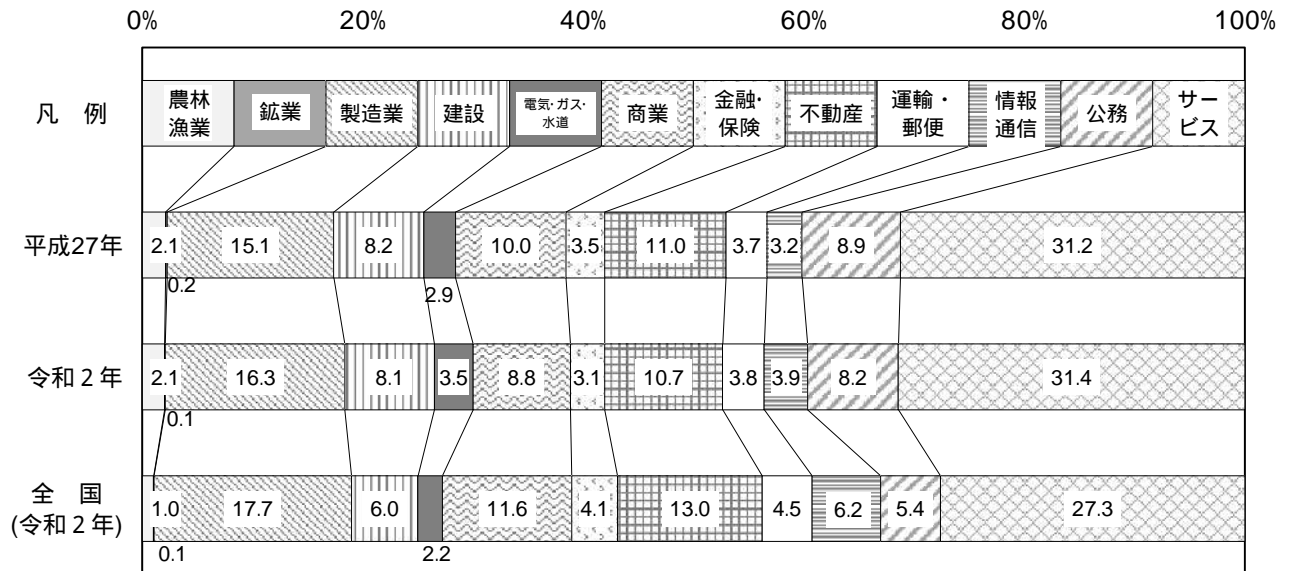 0% 20% 40% 60% 80% 100%
凡 例
農林
漁業
鉱業
製造業
建設
電気･ガス･
水道
商業
金融･
保険
不動産
運輸・
郵便
情報
通信
公務
サー
ビス
平成27年
2.1 15.1 8.2 10.0 3.5 11.0 3.7 3.2 8.9 31.2
0.2 2.9
令和２年
2.1 16.3 8.1 3.5 8.8 3.1 10.7 3.8 3.9 8.2 31.4
0.1
全 国
(令和２年)
1.0 17.7 6.0 11.6 4.1 13.0 4.5 6.2 5.4 27.3
0.1 2.2